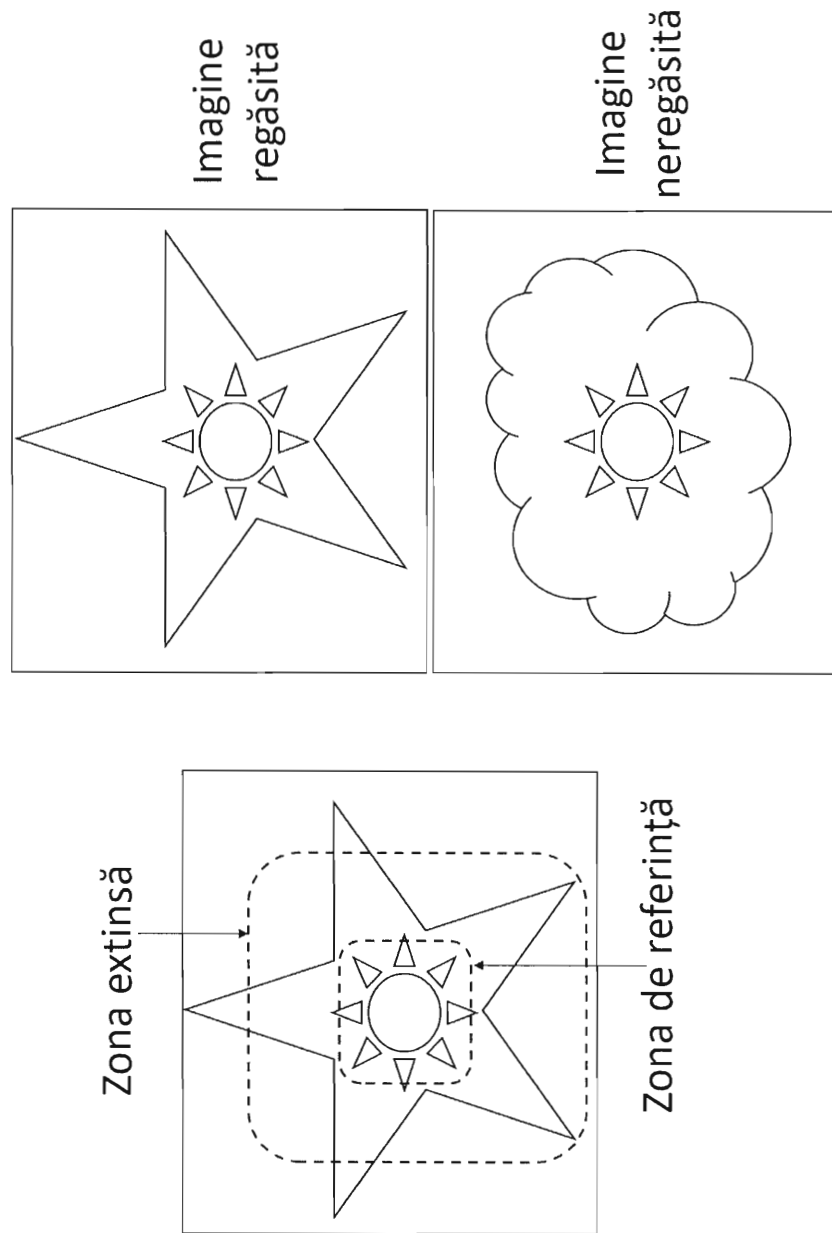 Zona extinsă
Zona de referință
Imagine
regăsită
Imagine
neregăsită